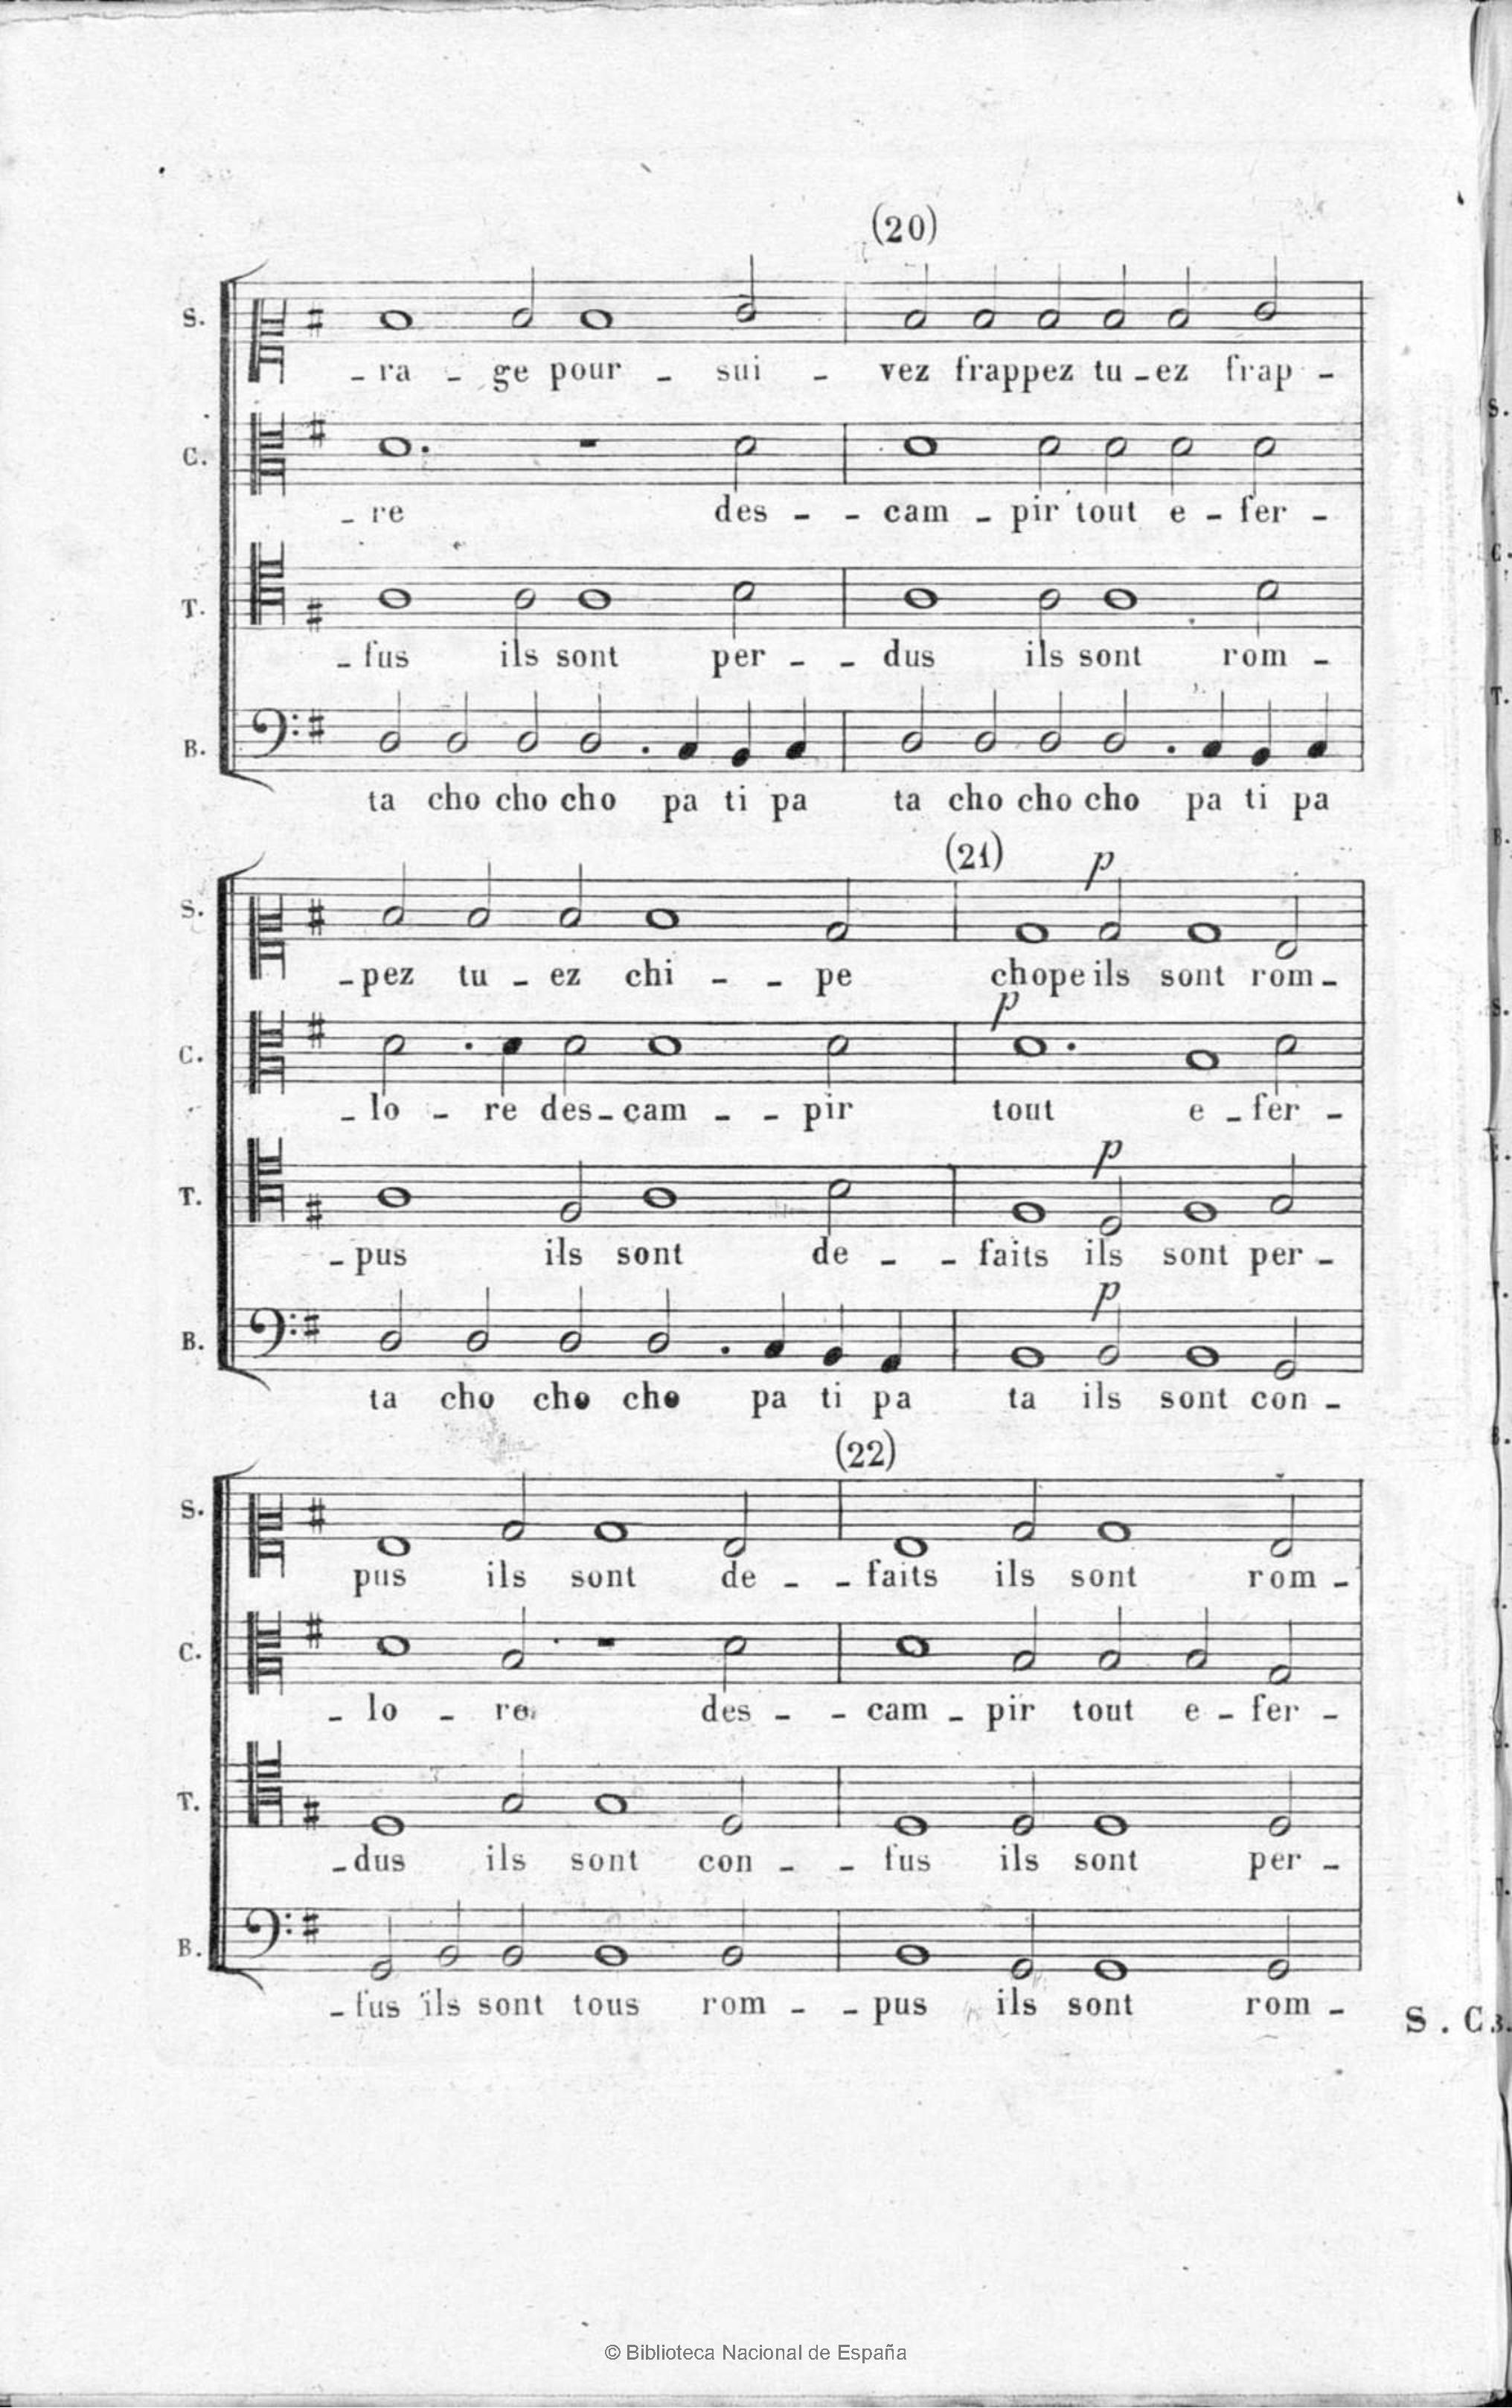 (20)
S.
- ra - ge pour - sui - vez frappez tu - ez frap -
C.
- re des - - cam - pir tout e - fer -
T.
- fus ils sont per - - dus ils sont rom -
B.
ta cho cho cho pa ti pa ta cho cho cho pa ti pa
(21)
p
S.
- pez tu - ez chi - - pe chope ils sont rom -
p
C.
- lo - re des - cam - - pir tout e - fer -
p
T.
- pus ils sont de - - faits ils sont per -
p
B.
ta cho cho cho pa ti pa ta ils sont con -
(22)
S.
pus ils sont de - - faits ils sont rom -
C.
- lo - re des - - cam - pir tout e - fer -
T.
- dus ils sont con - - fus ils sont per -
B.
- fus ils sont tous rom - - pus ils sont rom -
S. C
© Biblioteca Nacional de España